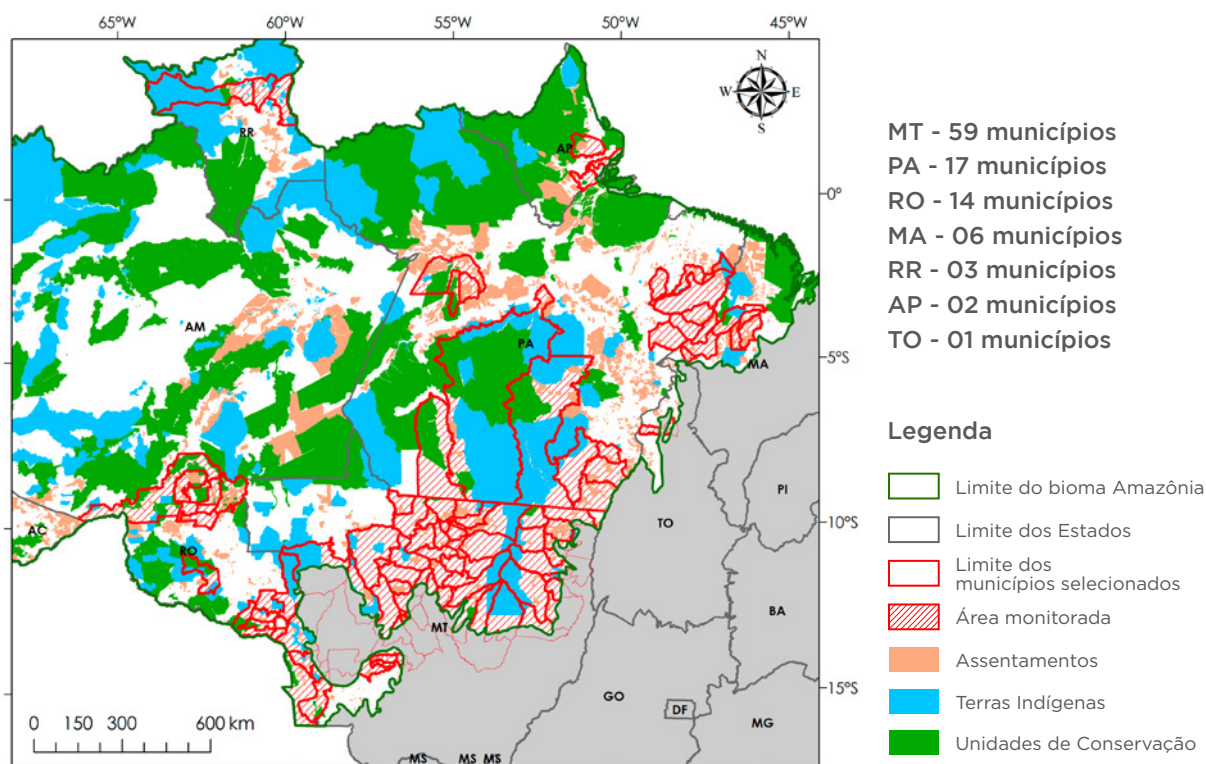 65°W 60°W 55°W 50°W 45°W
N
W E
S
RR
AP
0°
AM
PA
MA
5°S
PI
AC
TO
10°S
RO
BA
MT
15°S
GO
DF
MG
0 150 300 600 km
MS MS MS
MT - 59 municípios
PA - 17 municípios
RO - 14 municípios
MA - 06 municípios
RR - 03 municípios
AP - 02 municípios
TO - 01 municípios
Legenda
Limite do bioma Amazônia
Limite dos Estados
Limite dos
municípios selecionados
Área monitorada
Assentamentos
Terras Indígenas
Unidades de Conservação